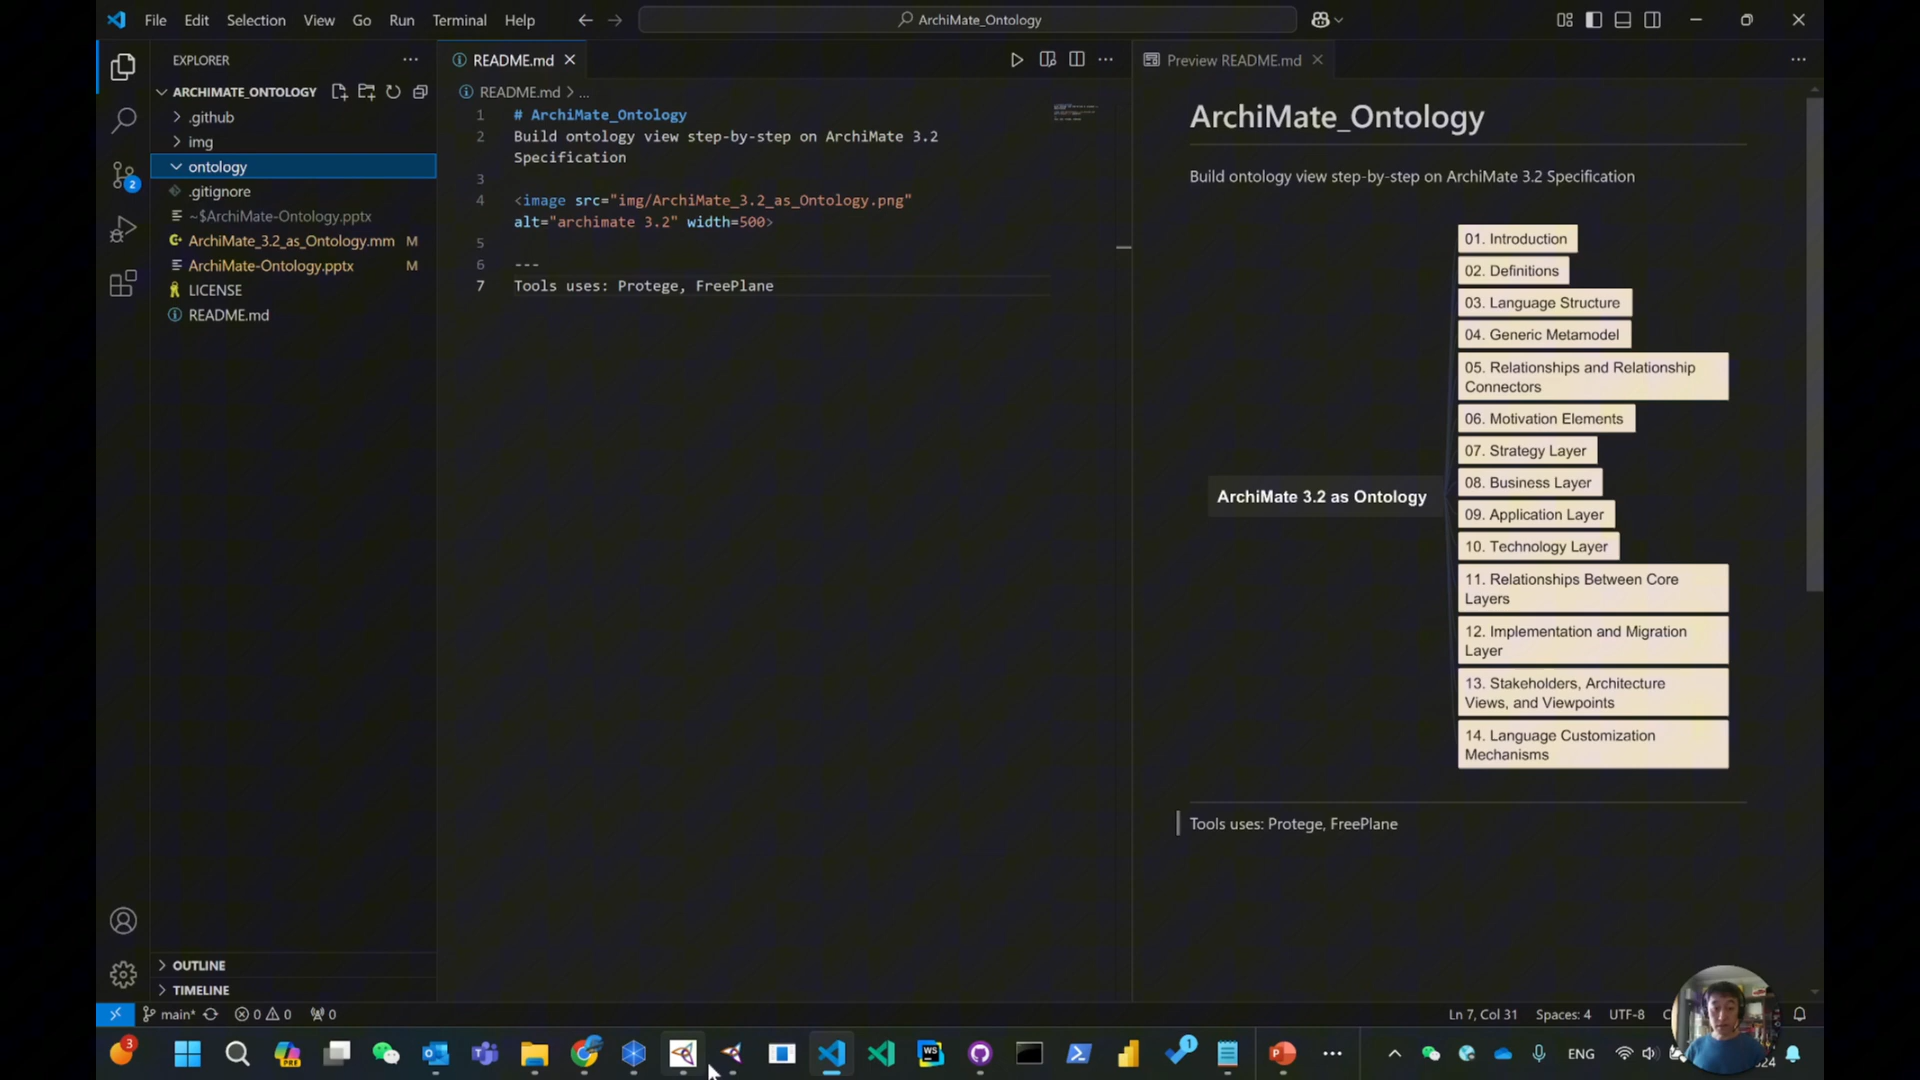 File Edit Selection View Go Run Terminal Help
ArchiMate_Ontology
EXPLORER
ARCHIMATE_ONTOLOGY
.github
img
ontology
.gitignore
~$ArchiMate-Ontology.pptx
ArchiMate_3.2_as_Ontology.mm M
ArchiMate-Ontology.pptx M
LICENSE
README.md
OUTLINE
TIMELINE
2
README.md
README.md > ...
1 # ArchiMate_Ontology
2 Build ontology view step-by-step on ArchiMate 3.2
Specification
3
4 <image src="img/ArchiMate_3.2_as_Ontology.png"
alt="archimate 3.2" width=500>
5
6 ---
7 Tools uses: Protege, FreePlane
Preview README.md
ArchiMate_Ontology
Build ontology view step-by-step on ArchiMate 3.2 Specification
ArchiMate 3.2 as Ontology
01. Introduction
02. Definitions
03. Language Structure
04. Generic Metamodel
05. Relationships and Relationship
Connectors
06. Motivation Elements
07. Strategy Layer
08. Business Layer
09. Application Layer
10. Technology Layer
11. Relationships Between Core
Layers
12. Implementation and Migration
Layer
13. Stakeholders, Architecture
Views, and Viewpoints
14. Language Customization
Mechanisms
Tools uses: Protege, FreePlane
main* 0 0 0
Ln 7, Col 31 Spaces: 4 UTF-8
3
PRE
WS
1
ENG